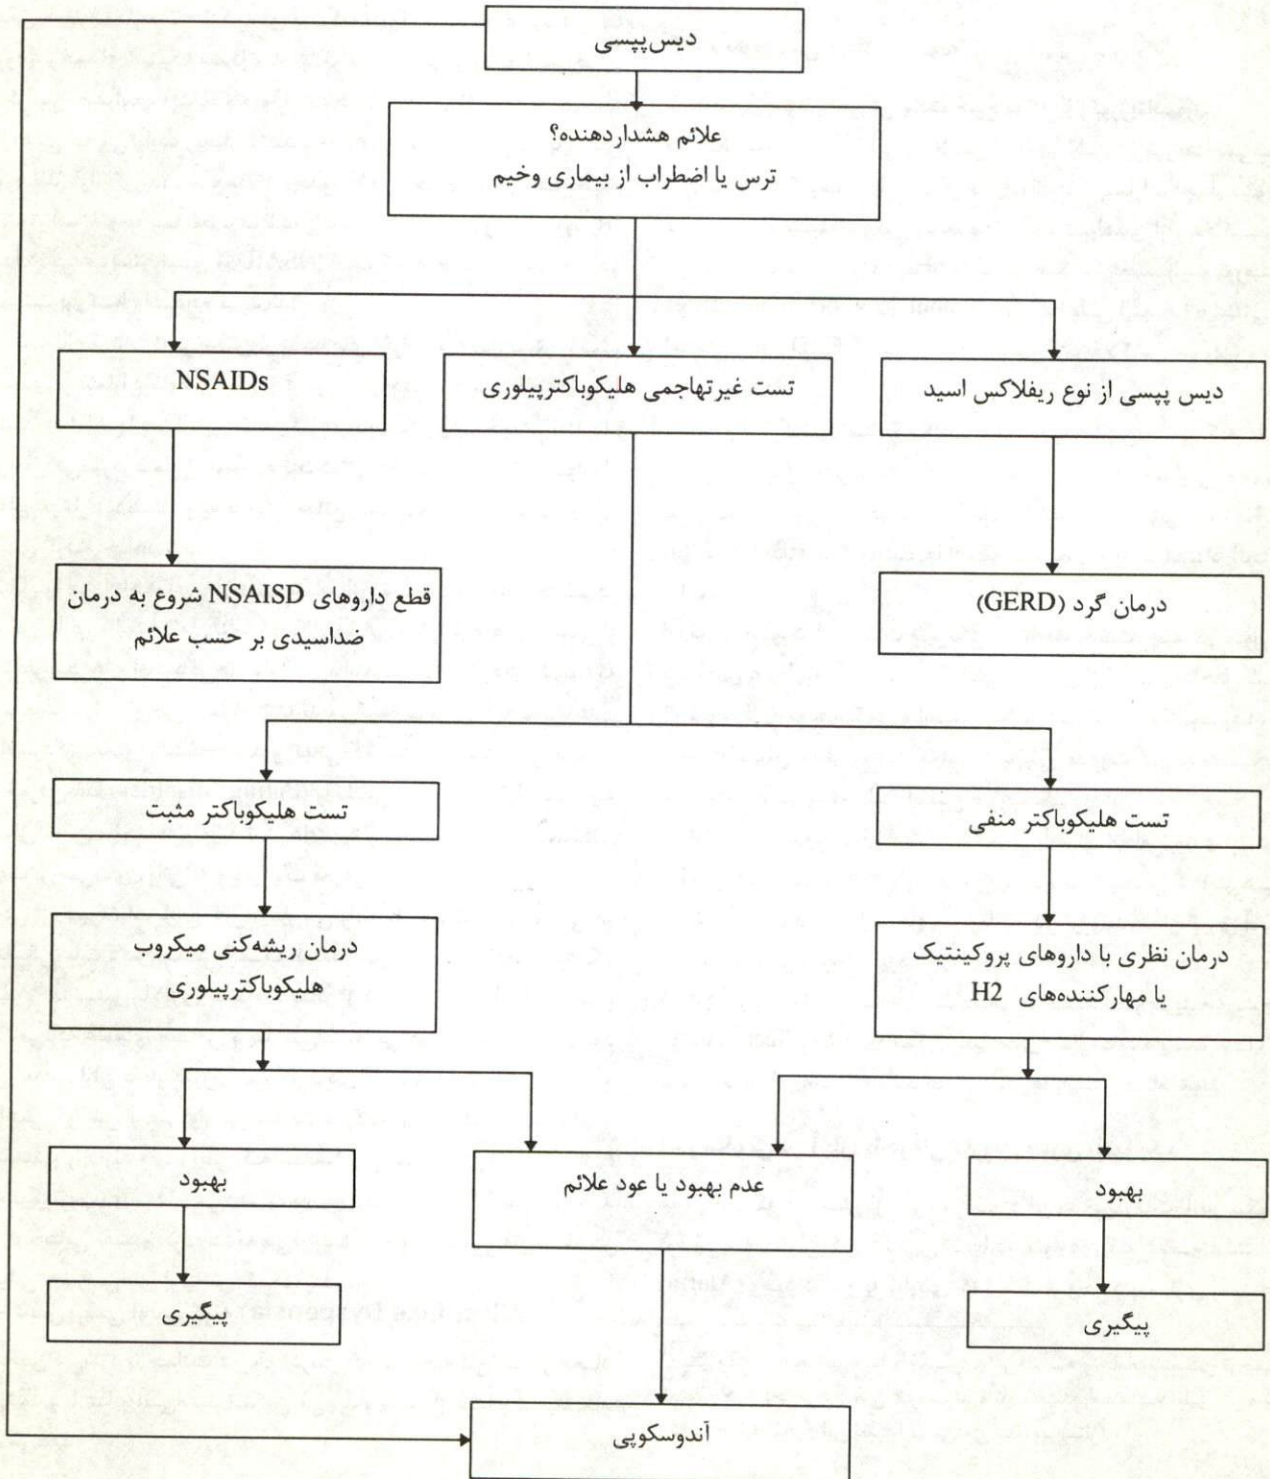 دیس‌پپسی
علائم هشداردهنده؟
ترس یا اضطراب از بیماری وخیم
دیس پپسی از نوع ریفلاکس اسید
تست غیرتهاجمی هلیکوباکترپیلوری
NSAIDs
درمان گرد (GERD)
قطع داروهای NSAISD شروع به درمان
ضداسیدی بر حسب علائم
تست هلیکوباکتر منفی
تست هلیکوباکتر مثبت
درمان نظری با داروهای پروکینتیک
یا مهارکننده‌های H2
درمان ریشه‌کنی میکروب
هلیکوباکترپیلوری
بهبود
عدم بهبود یا عود علائم
بهبود
پیگیری
پیگیری
آندوسکوپی